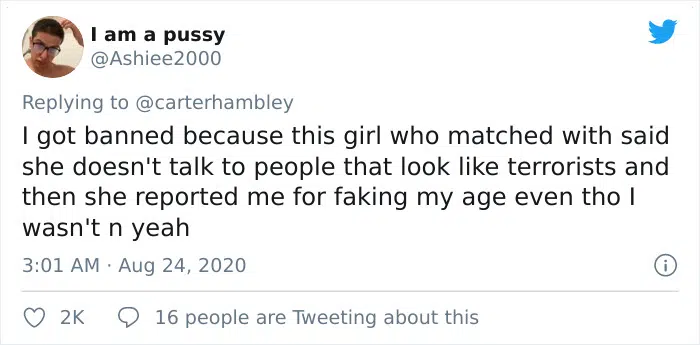 I am a pussy
@Ashiee2000
Replying to @carterhambley
I got banned because this girl who matched with said
she doesn't talk to people that look like terrorists and
then she reported me for faking my age even tho I
wasn't n yeah
3:01 AM · Aug 24, 2020
2K 16 people are Tweeting about this